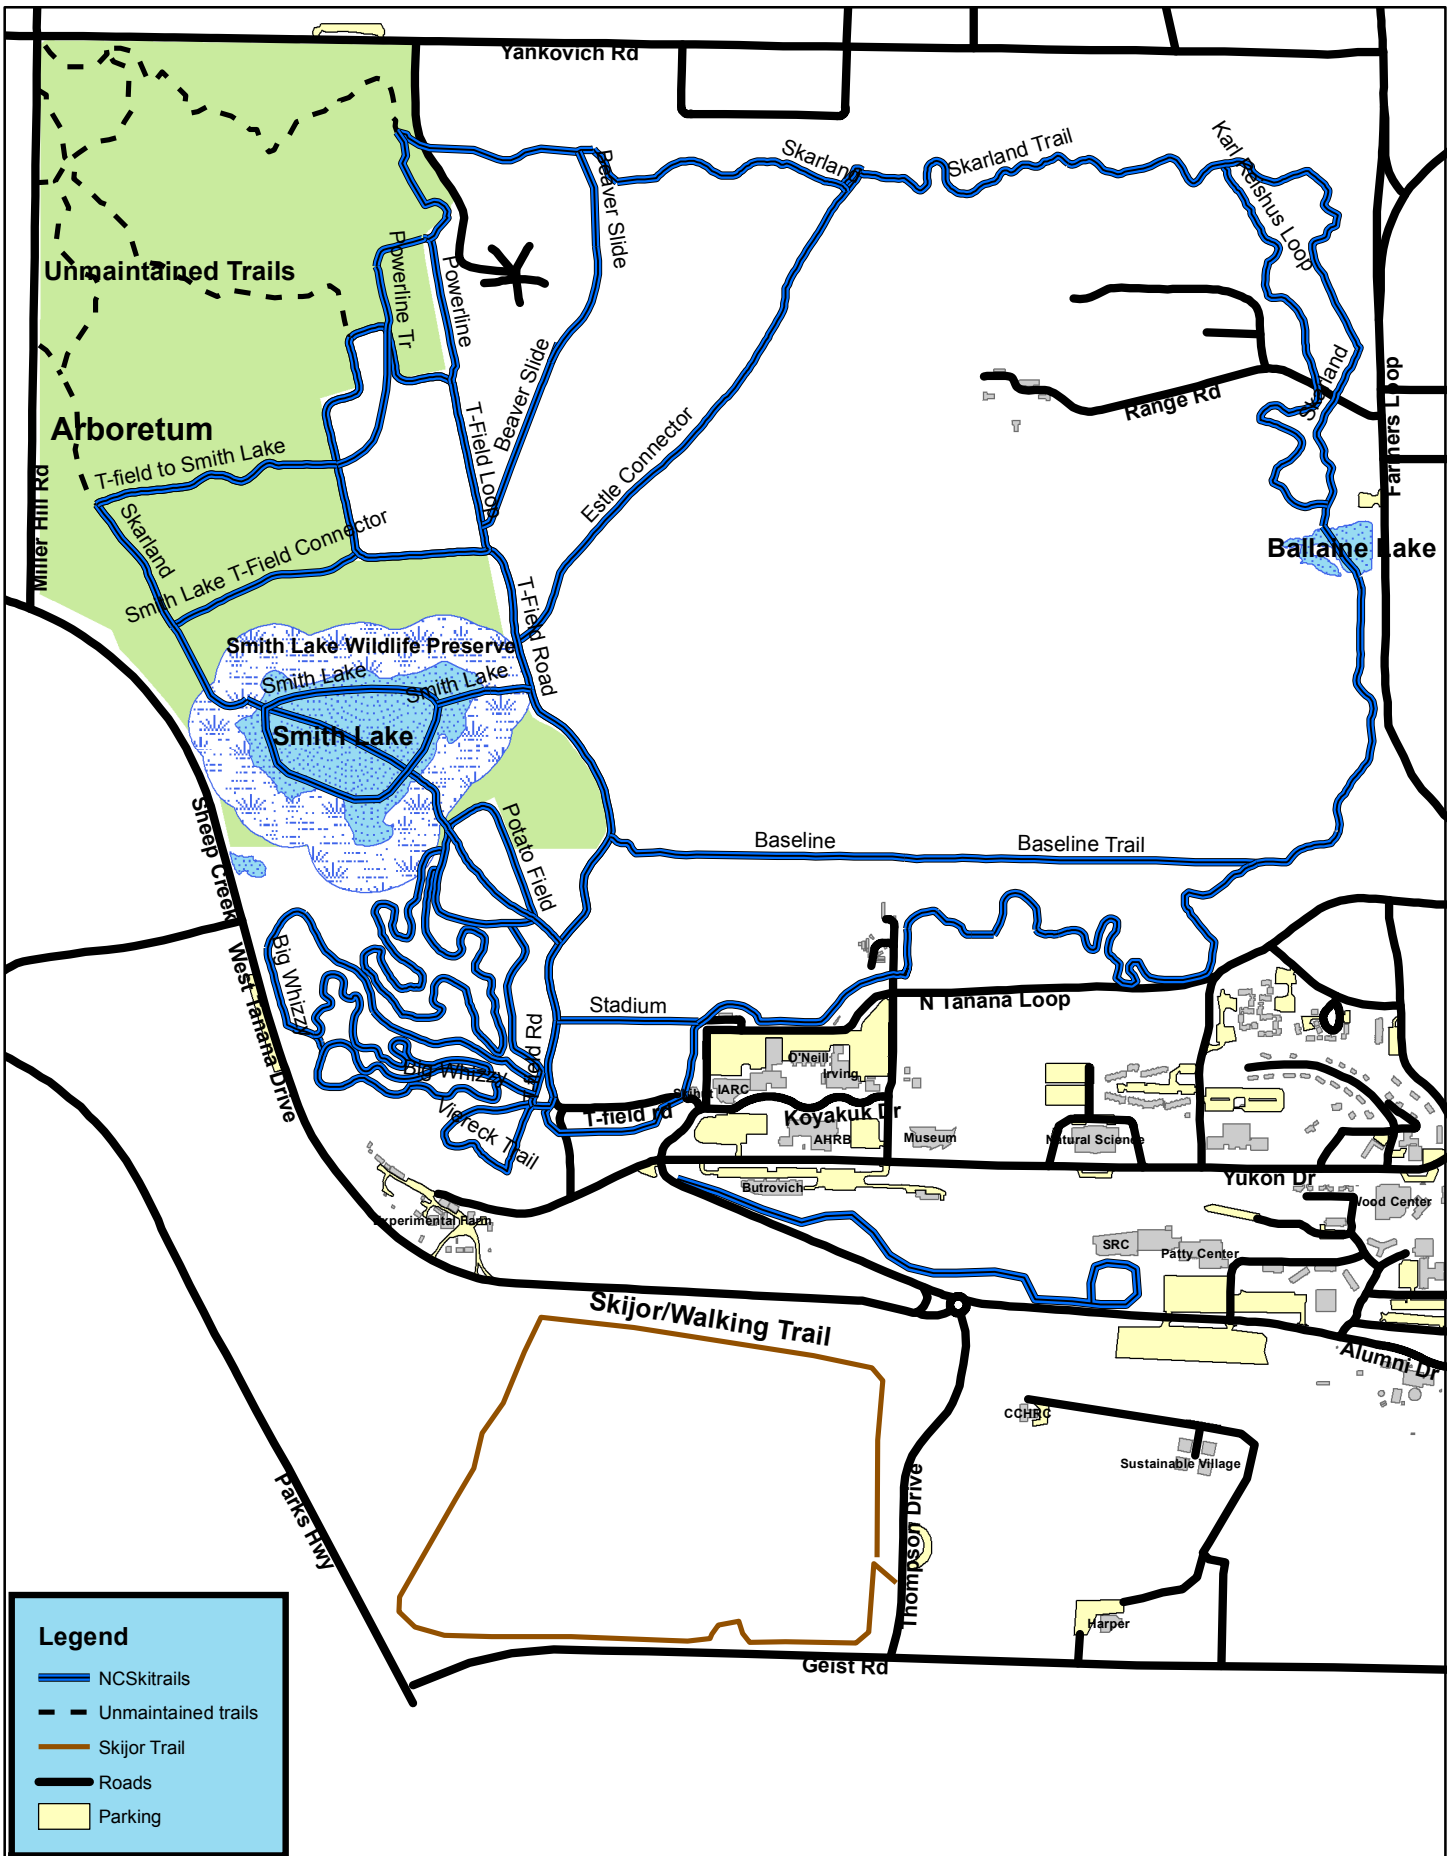 Yankovich Rd
Skarland
Skarland Trail
Karl Reishus Loop
Beaver Slide
Powerline Tr
Powerline
Unmaintained Trails
Beaver Slide
Skarland
Range Rd
Farmers Loop
Arboretum
T-Field Loop
Estle Connector
T-field to Smith Lake
Miller Hill Rd
Skarland
Smith Lake T-Field Connector
Ballaine Lake
T-Field Road
Smith Lake Wildlife Preserve
Smith Lake
Smith Lake
Smith Lake
Sheep Creek
Potato Field
Baseline
Baseline Trail
Big Whizzy
West Tanana Drive
Stadium
N Tanana Loop
T-field Rd
O'Neill
Irving
Big Whizzy
IARC
T-field rd
Koyakuk Dr
Viereck Trail
AHRB
Museum
Natural Science
Yukon Dr
Butrovich
Wood Center
Experimental Farm
SRC
Patty Center
Skijor/Walking Trail
Alumni Dr
CCHRC
Sustainable Village
Parks Hwy
Thompson Drive
Harper
Geist Rd
Legend
NCSkitrails
Unmaintained trails
Skijor Trail
Roads
Parking